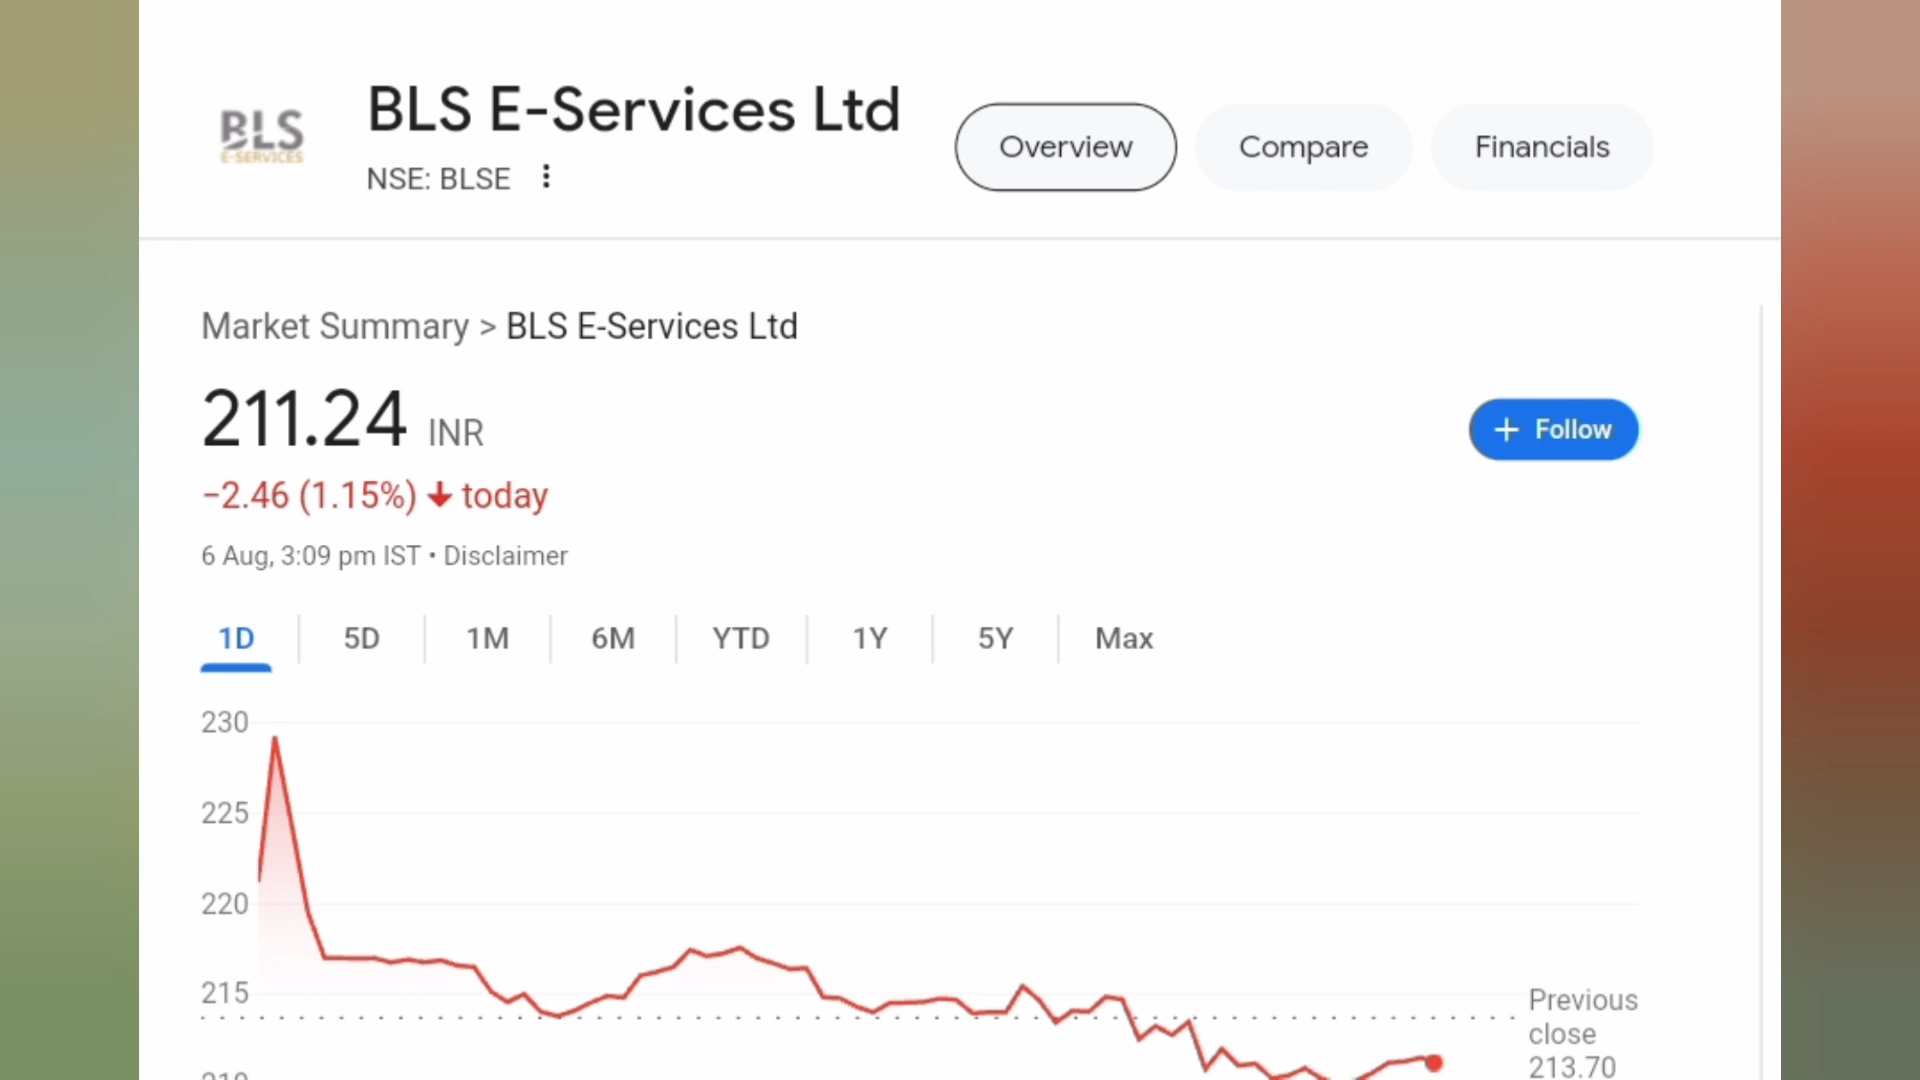 BLS
E-SERVICES
BLS E-Services Ltd
NSE: BLSE
Overview
Compare
Financials
Market Summary > BLS E-Services Ltd
211.24 INR
+ Follow
−2.46 (1.15%) ↓ today
6 Aug, 3:09 pm IST • Disclaimer
1D
5D
1M
6M
YTD
1Y
5Y
Max
230
225
220
215
Previous
close
213.70